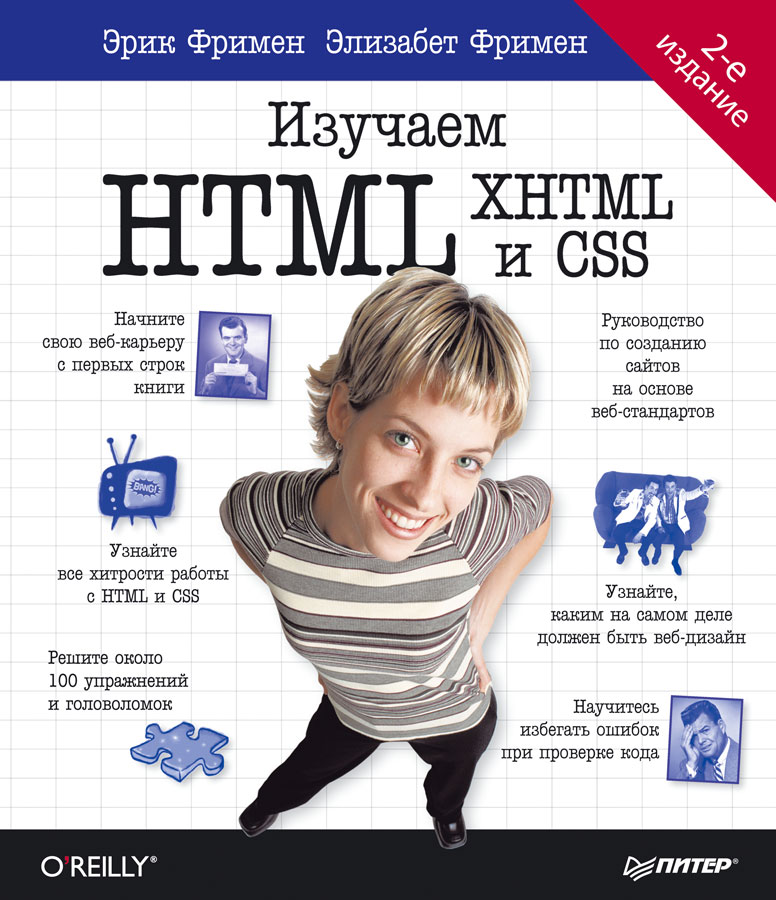 Эрик Фримен Элизабет Фримен
2-е
издание
Изучаем
HTML
XHTML
и CSS
Начните
свою веб-карьеру
с первых строк
книги
Руководство
по созданию
сайтов
на основе
веб-стандартов
BANG!
Узнайте
все хитрости работы
с HTML и CSS
Узнайте,
каким на самом деле
должен быть веб-дизайн
Решите около
100 упражнений
и головоломок
Научитесь
избегать ошибок
при проверке кода
O'REILLY®
ПИТЕР®